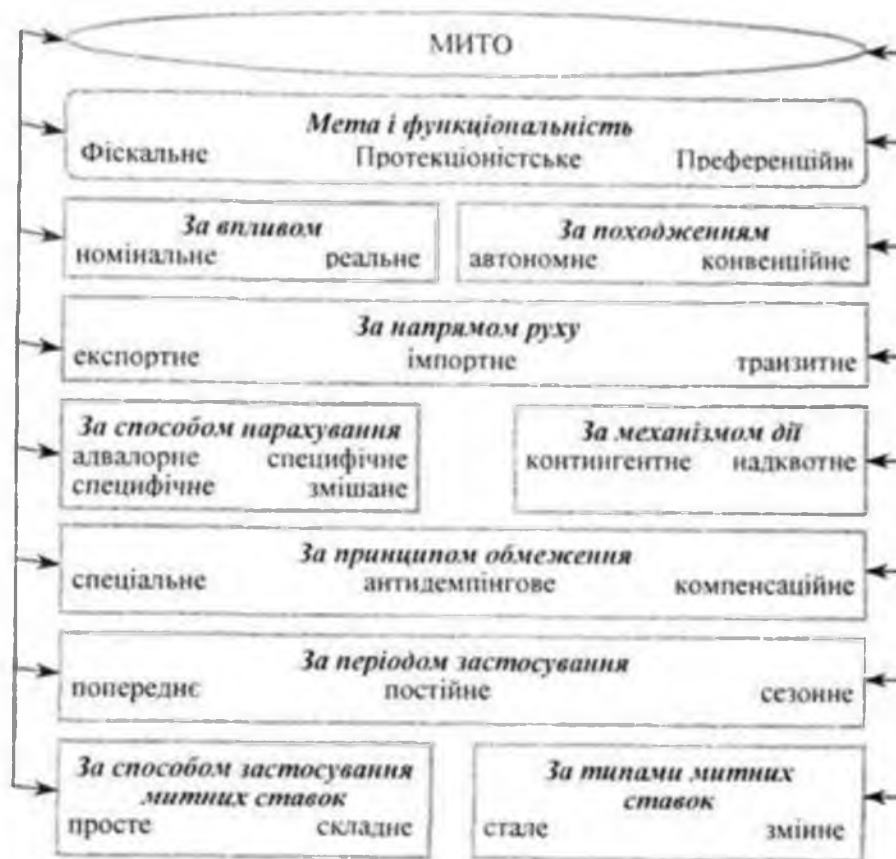 МИТО
Мета і функціональність
Фіскальне Протекціоністське Преференційне
За впливом
номінальне реальне
За походженням
автономне конвенційне
За напрямом руху
експортне імпортне транзитне
За способом нарахування
адвалорне специфічне
специфічне змішане
За механізмом дії
контингентне надквотне
За принципом обмеження
спеціальне антидемпінгове компенсаційне
За періодом застосування
попереднє постійне сезонне
За способом застосування
митних ставок
просте складне
За типами митних
ставок
стале змінне